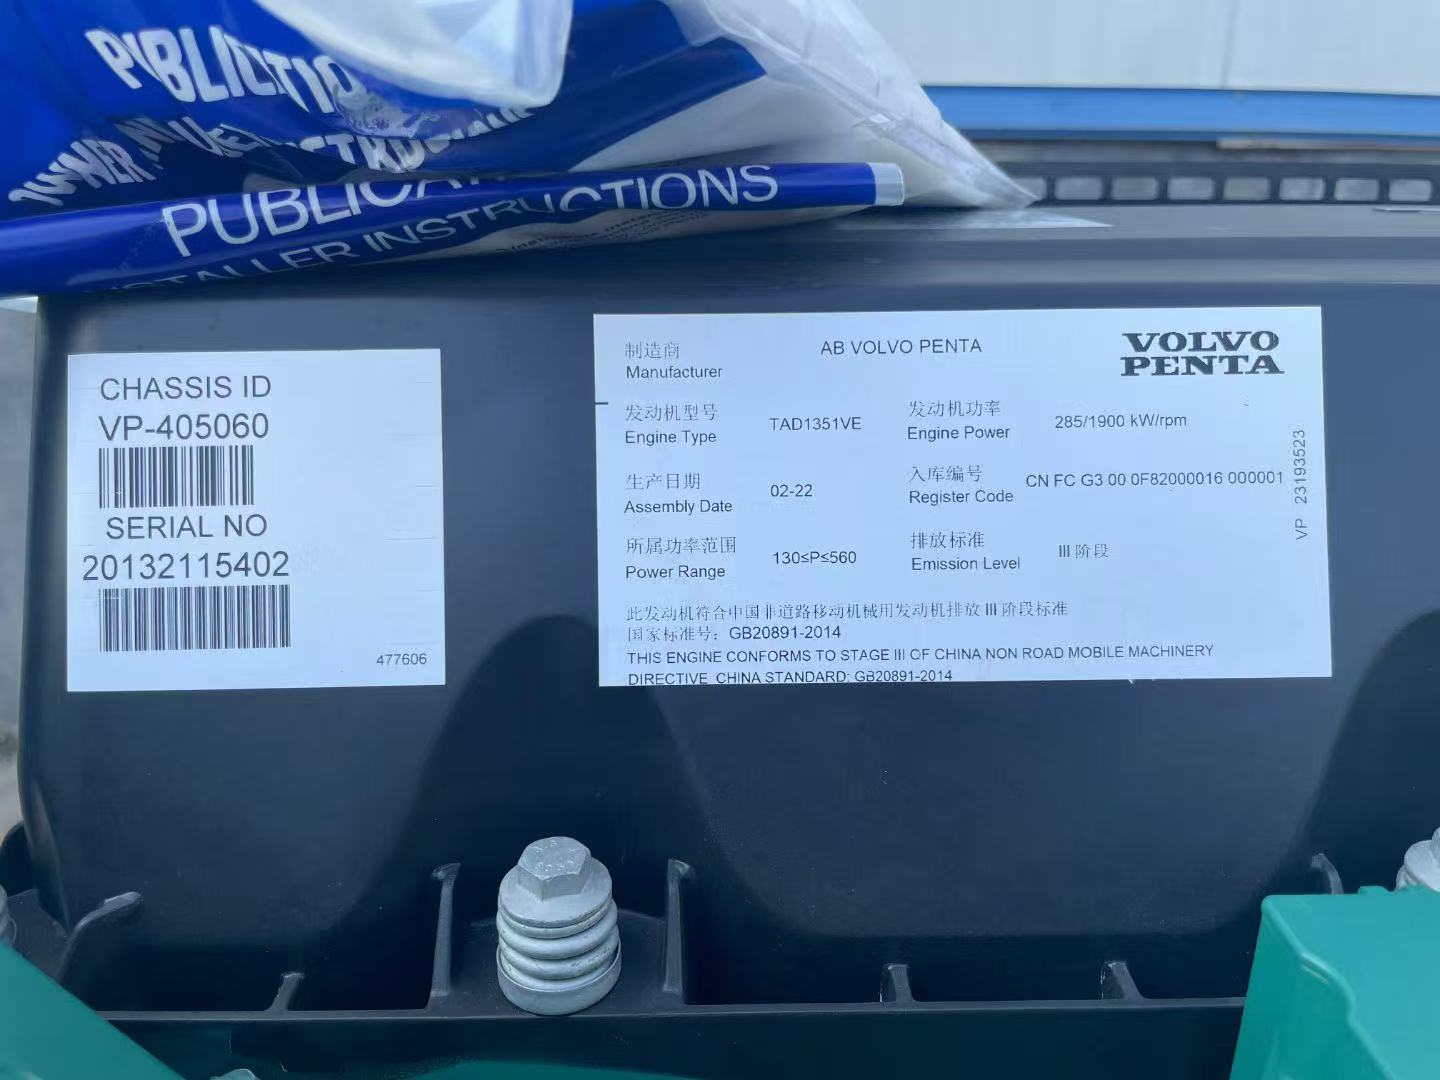 PUBLICATIO
OWNER
PUBLICA
INSTRUCTIONS
CHASSIS ID
VP-405060
SERIAL NO
20132115402
477606
制造商
Manufacturer
AB VOLVO PENTA
VOLVO
PENTA
发动机型号
Engine Type
TAD1351VE
发动机功率
Engine Power
285/1900 kW/rpm
生产日期
Assembly Date
02-22
入库编号
Register Code
CN FC G3 00 0F82000016 000001
所属功率范围
Power Range
130≤P≤560
排放标准
Emission Level
III 阶段
VP 23193523
此发动机符合中国非道路移动机械用发动机排放 III 阶段标准
国家标准号：GB20891-2014
THIS ENGINE CONFORMS TO STAGE III OF CHINA NON ROAD MOBILE MACHINERY
DIRECTIVE CHINA STANDARD: GB20891-2014